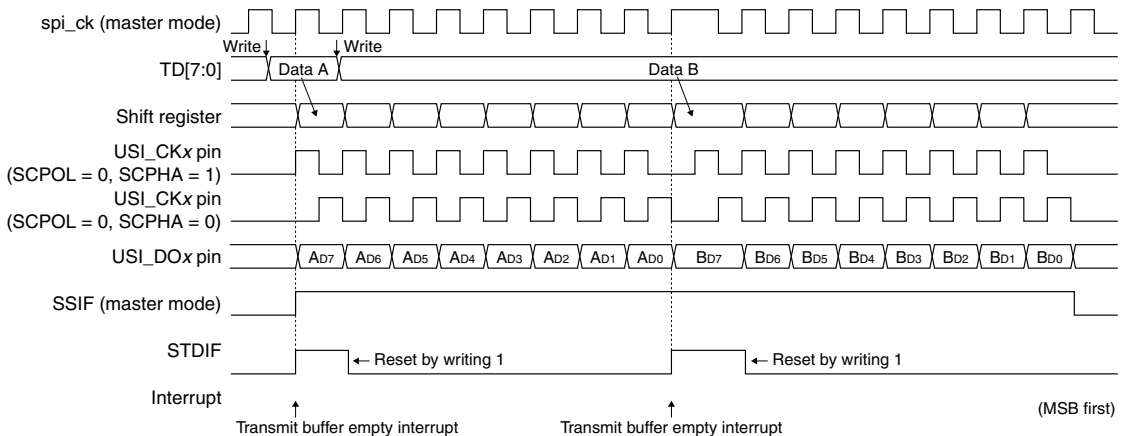 spi_ck (master mode)
Write Write
TD[7:0] Data A Data B
Shift register
USI_CKx pin
(SCPOL = 0, SCPHA = 1)
USI_CKx pin
(SCPOL = 0, SCPHA = 0)
USI_DOx pin AD7 AD6 AD5 AD4 AD3 AD2 AD1 AD0 BD7 BD6 BD5 BD4 BD3 BD2 BD1 BD0
SSIF (master mode)
STDIF Reset by writing 1 Reset by writing 1
Interrupt
(MSB first)
Transmit buffer empty interrupt Transmit buffer empty interrupt